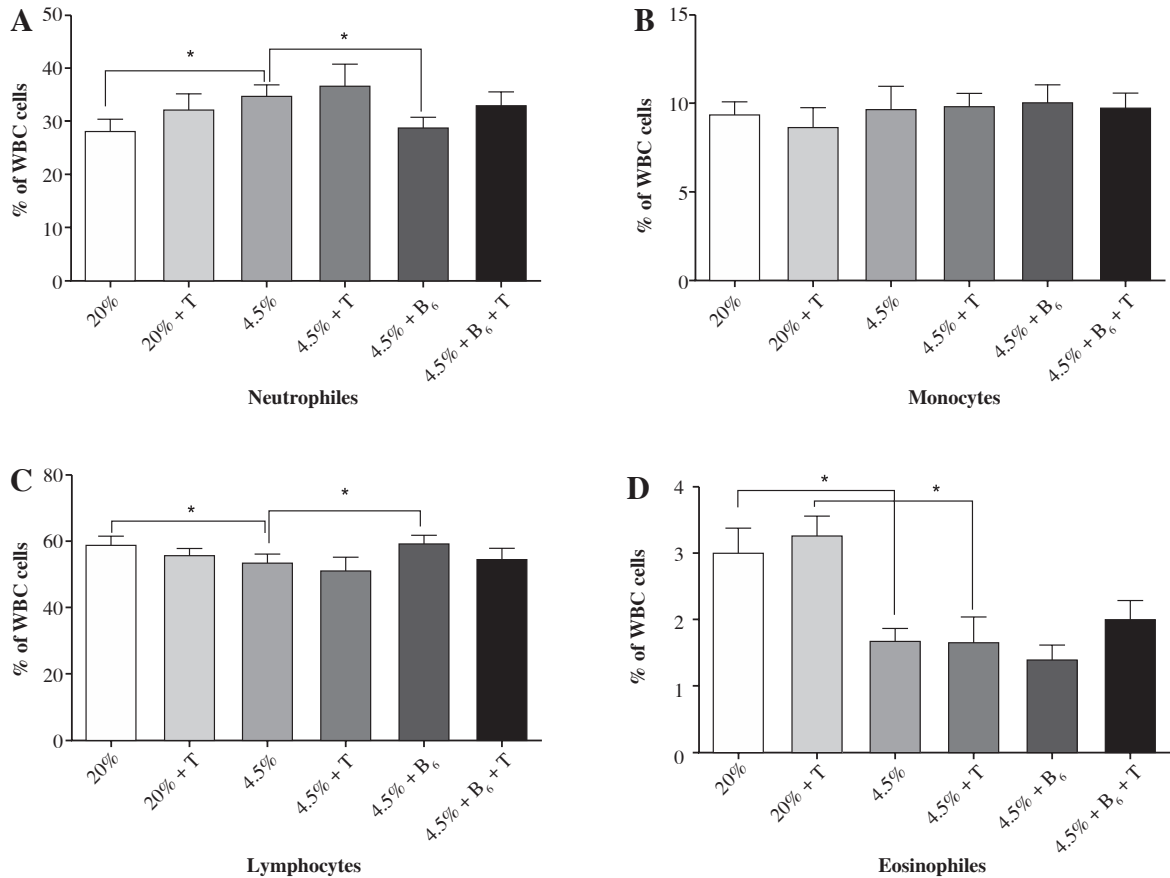 A
% of WBC cells
50
40
30
20
10
0
*
*
20%
20% + T
4.5%
4.5% + T
4.5% + B₆
4.5% + B₆ + T
Neutrophiles
B
% of WBC cells
15
10
5
0
20%
20% + T
4.5%
4.5% + T
4.5% + B₆
4.5% + B₆ + T
Monocytes
C
% of WBC cells
80
60
40
20
0
*
*
20%
20% + T
4.5%
4.5% + T
4.5% + B₆
4.5% + B₆ + T
Lymphocytes
D
% of WBC cells
4
3
2
1
0
*
*
20%
20% + T
4.5%
4.5% + T
4.5% + B₆
4.5% + B₆ + T
Eosinophiles